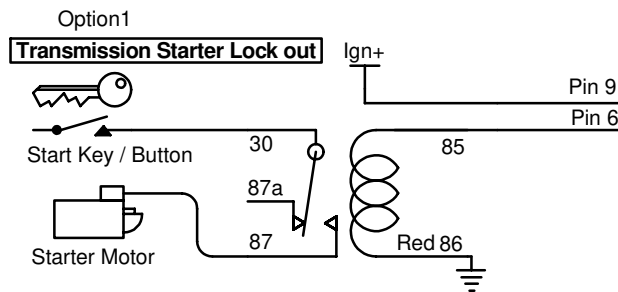 Option1
Transmission Starter Lock out
Ign+
Pin 9
Pin 6
Start Key / Button
30
85
87a
87
Red 86
Starter Motor